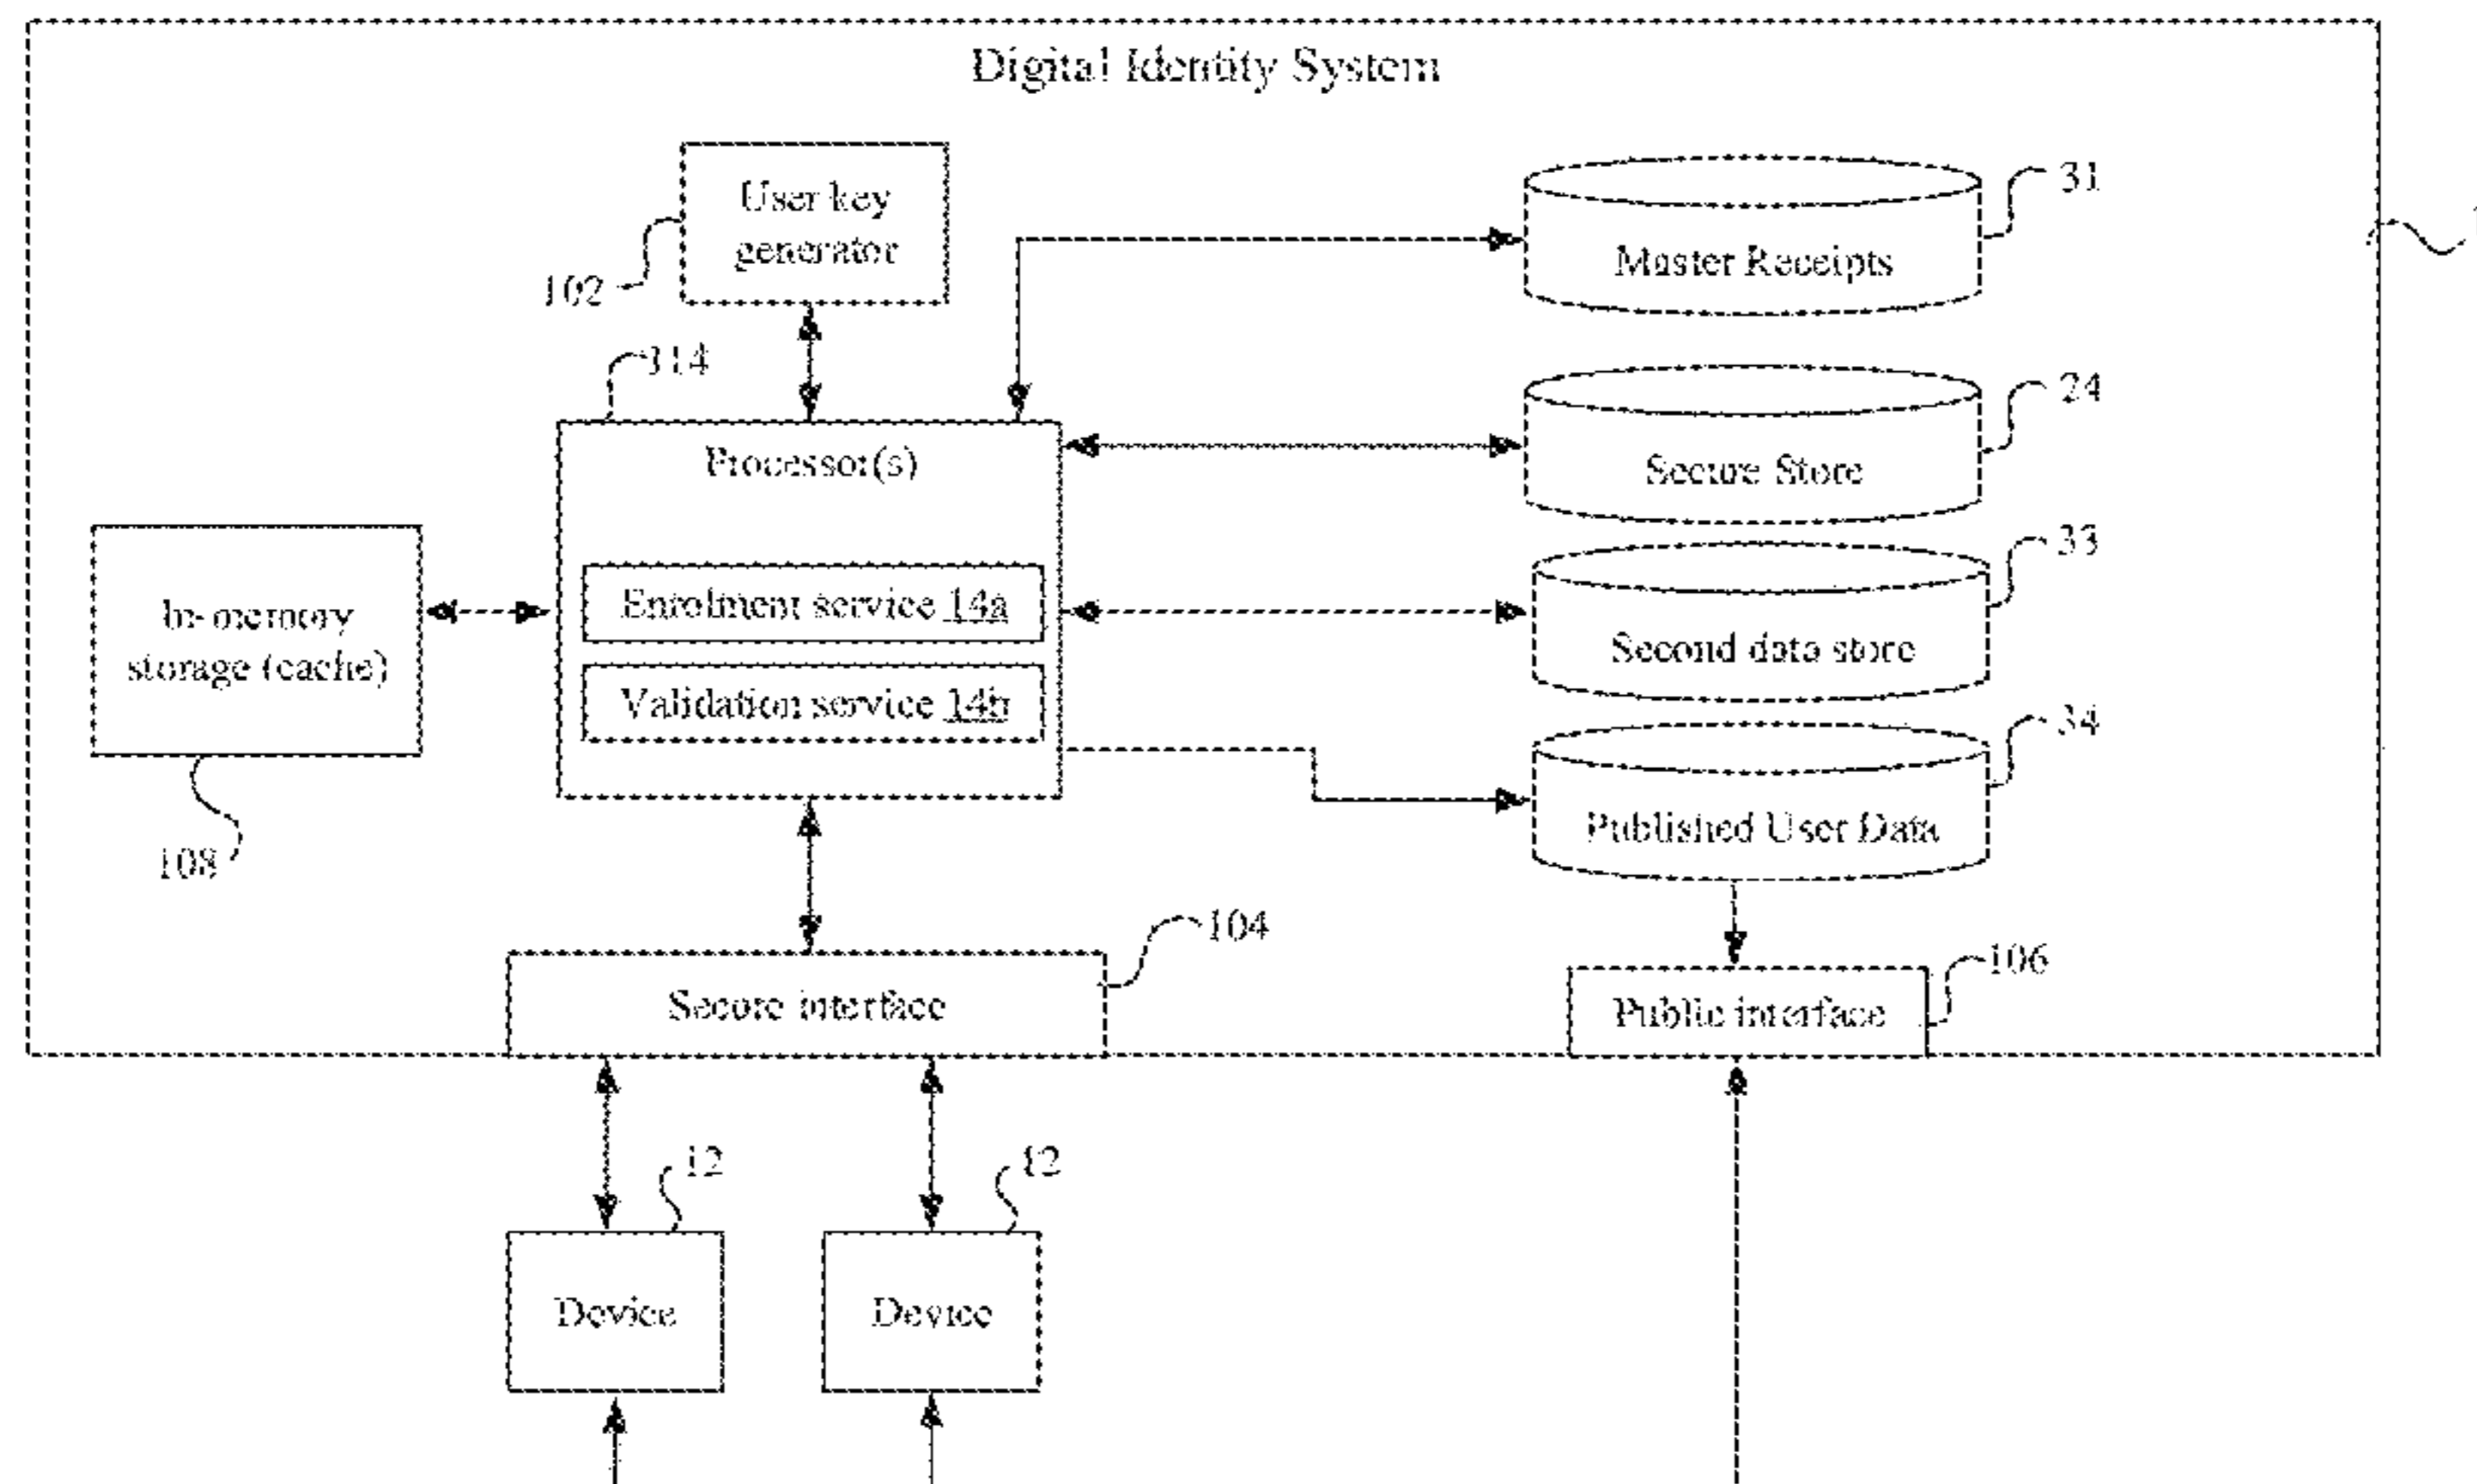 Digital Identity System
User key
generator
102
31
Master Receipts
314
24
Secure Store
Processor(s)
33
Second data store
In-memory
storage (cache)
Enrolment service 14a
Validation service 14b
34
Published User Data
108
104
106
Secure interface
Public interface
12
12
Device
Device